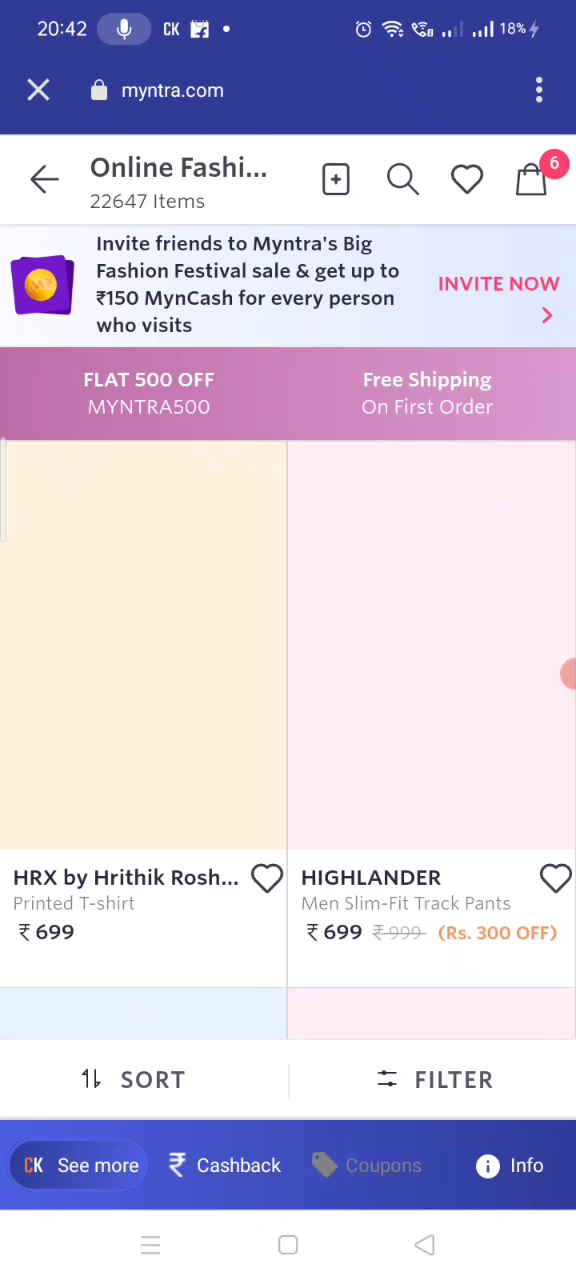 20:42 CK 18%
myntra.com
Online Fashi...
22647 Items
6
Invite friends to Myntra's Big
Fashion Festival sale & get up to
₹150 MynCash for every person
who visits
INVITE NOW
FLAT 500 OFF
MYNTRA500
Free Shipping
On First Order
HRX by Hrithik Rosh...
Printed T-shirt
₹ 699
HIGHLANDER
Men Slim-Fit Track Pants
₹ 699 ₹ 999 (Rs. 300 OFF)
SORT
FILTER
CK See more
₹ Cashback
Coupons
i Info